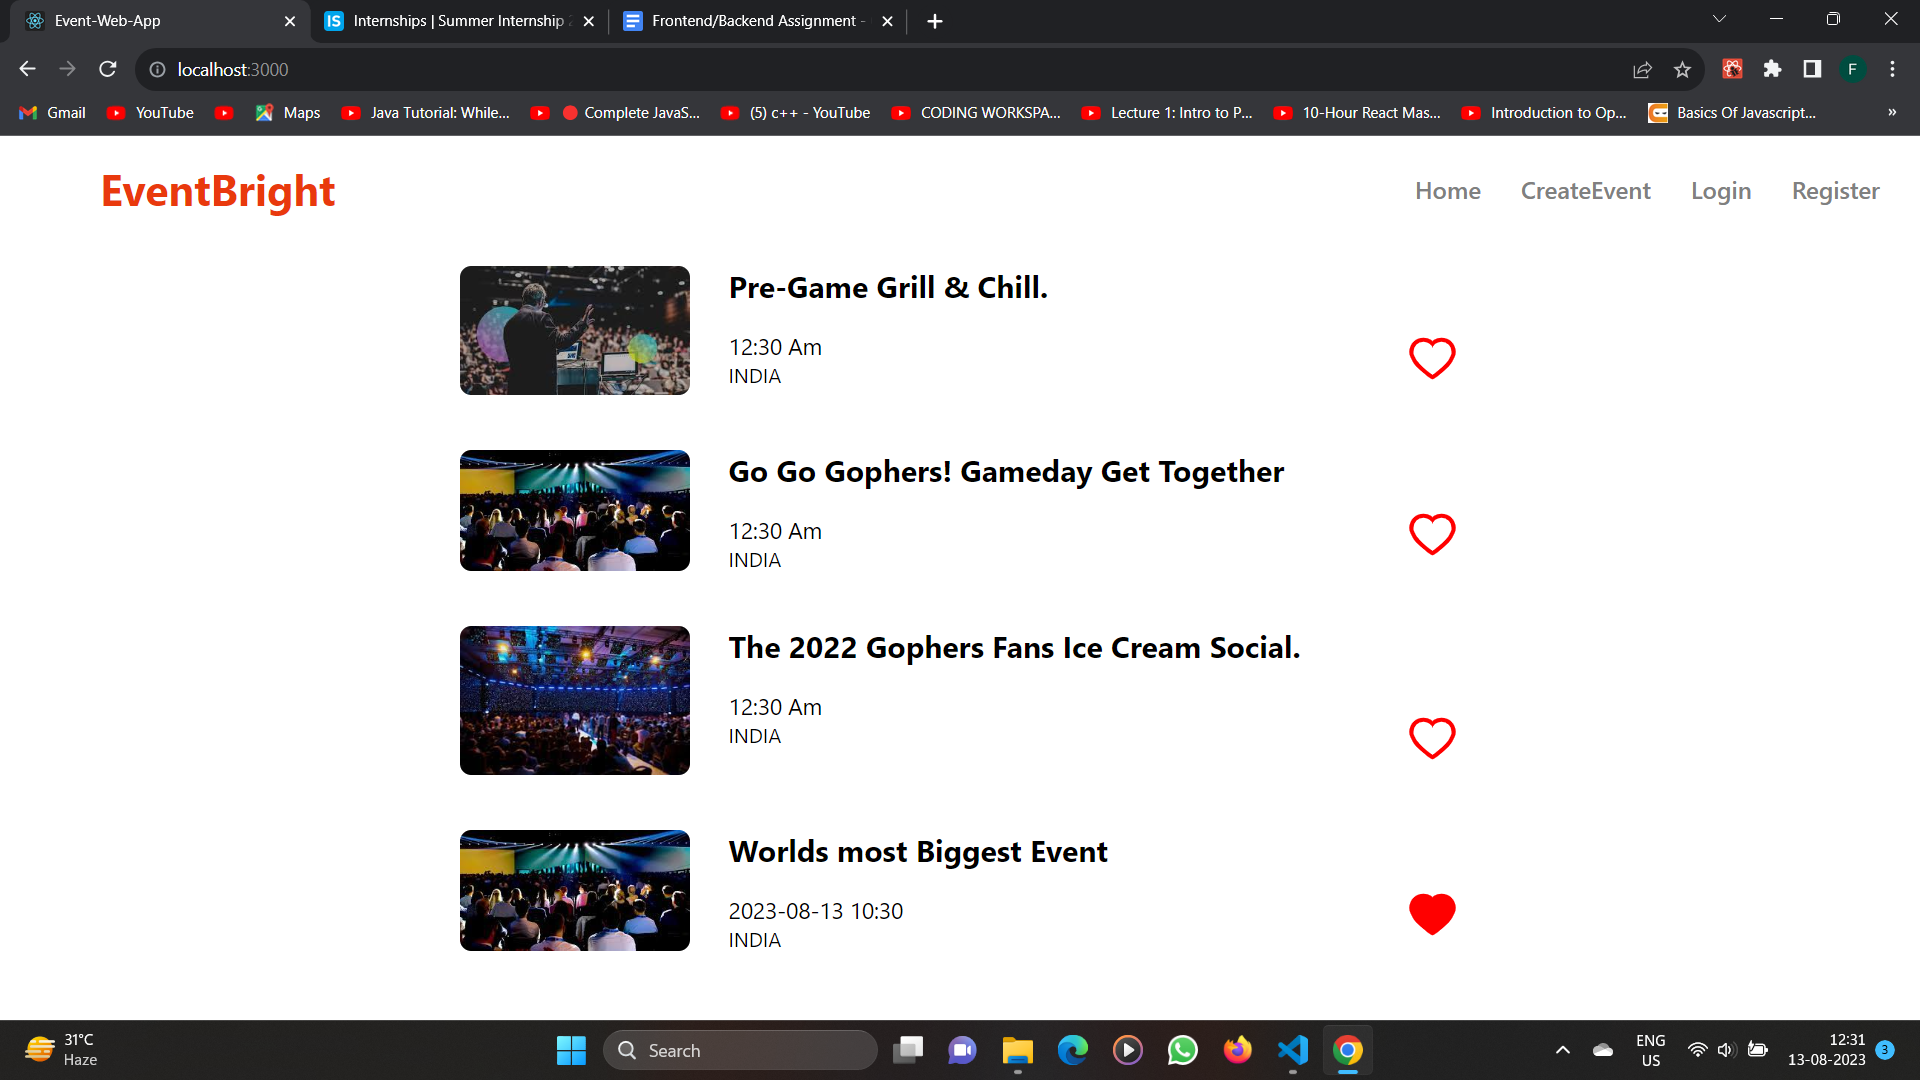 Event-Web-App
Internships | Summer Internship 2
Frontend/Backend Assignment -
localhost:3000
F
Gmail
YouTube
Maps
Java Tutorial: While...
Complete JavaS...
(5) c++ - YouTube
CODING WORKSPA...
Lecture 1: Intro to P...
10-Hour React Mas...
Introduction to Op...
Basics Of Javascript...
»
EventBright
Home
CreateEvent
Login
Register
Pre-Game Grill & Chill.
12:30 Am
INDIA
Go Go Gophers! Gameday Get Together
12:30 Am
INDIA
The 2022 Gophers Fans Ice Cream Social.
12:30 Am
INDIA
Worlds most Biggest Event
2023-08-13 10:30
INDIA
31°C
Haze
Search
ENG
US
12:31
13-08-2023
3